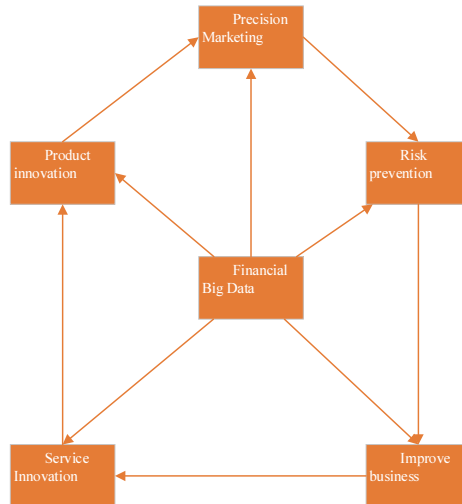 Precision
Marketing
Product
innovation
Risk
prevention
Financial
Big Data
Service
Innovation
Improve
business